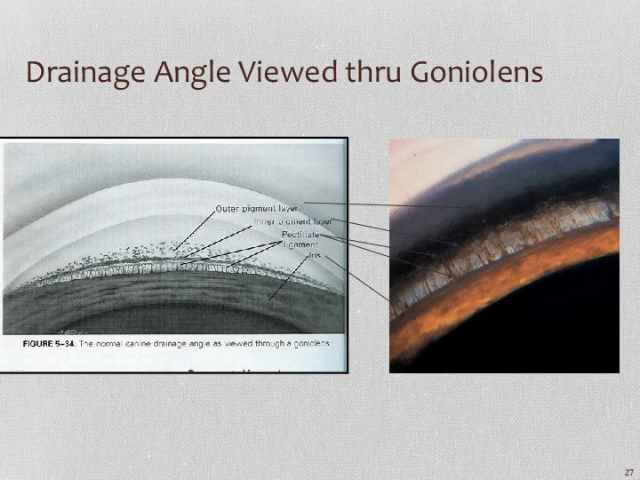 Drainage Angle Viewed thru Goniolens
Outer pigment layer
Inner pigment layer
Pectinate
ligament
Iris
FIGURE 5–34. The normal canine drainage angle as viewed through a goniolens.
27